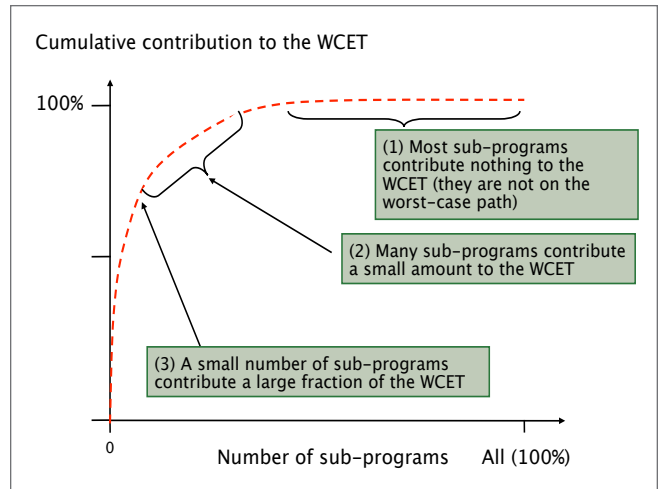 Cumulative contribution to the WCET
100%
(1) Most sub-programs
contribute nothing to the
WCET (they are not on the
worst-case path)
(2) Many sub-programs contribute
a small amount to the WCET
(3) A small number of sub-programs
contribute a large fraction of the WCET
0
Number of sub-programs All (100%)